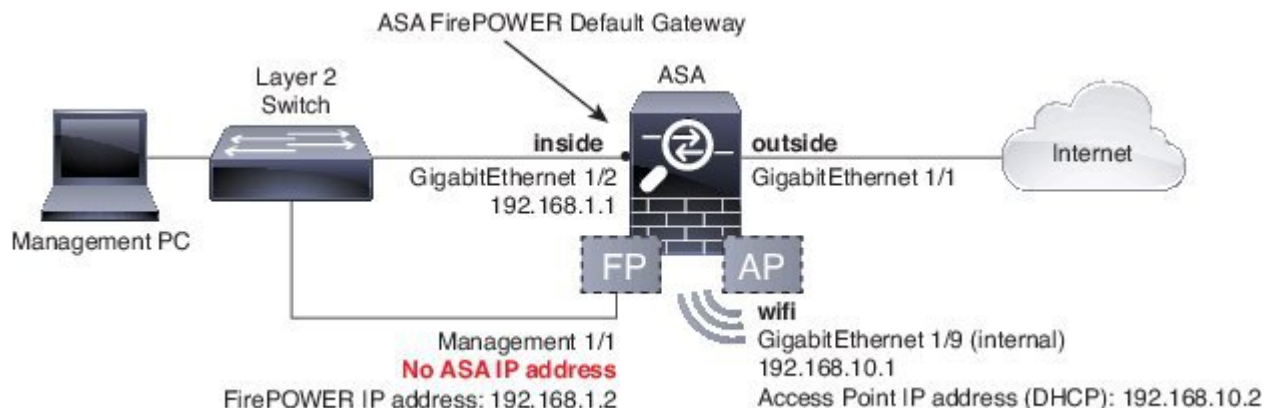 ASA FirePOWER Default Gateway
Layer 2
Switch
ASA
inside
GigabitEthernet 1/2
192.168.1.1
outside
GigabitEthernet 1/1
Internet
Management PC
FP
AP
Management 1/1
No ASA IP address
FirePOWER IP address: 192.168.1.2
wifi
GigabitEthernet 1/9 (internal)
192.168.10.1
Access Point IP address (DHCP): 192.168.10.2